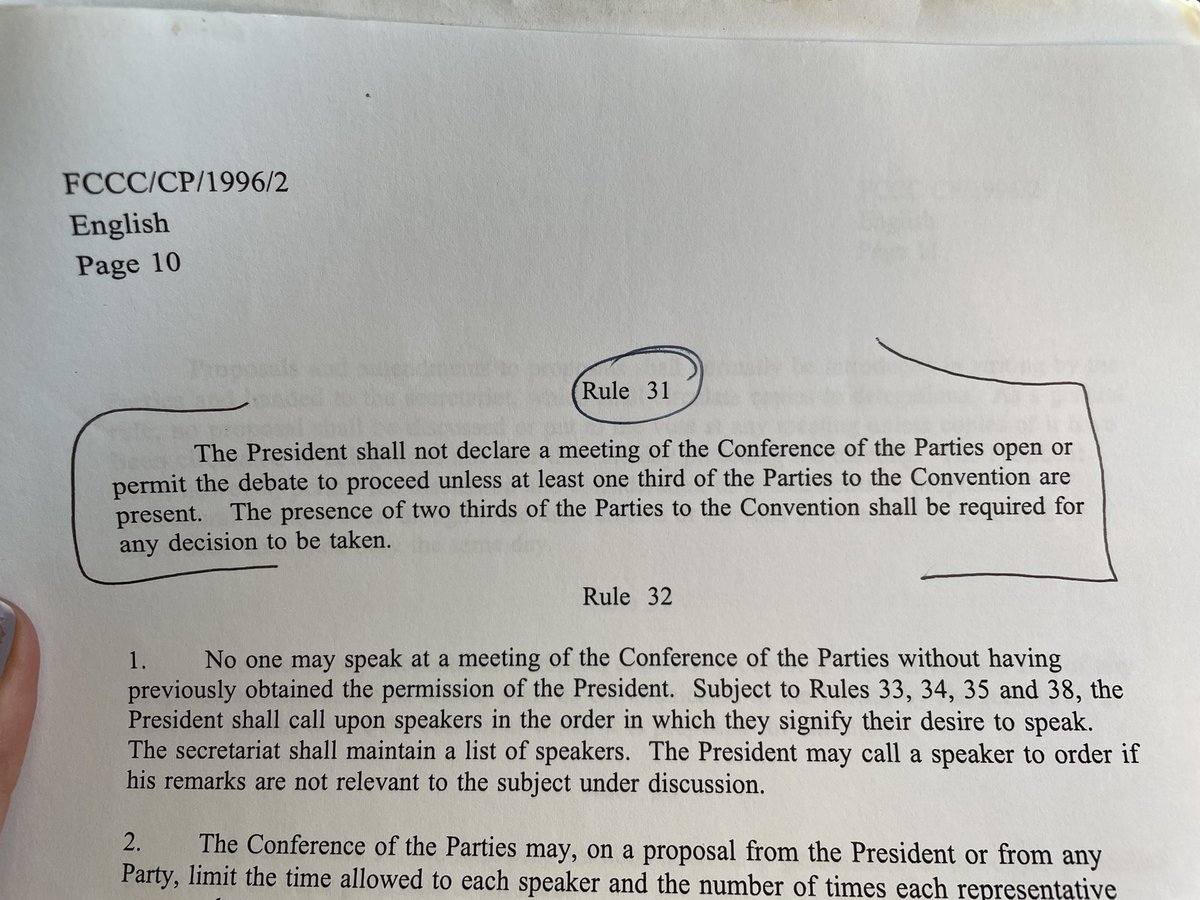 FCCC/CP/1996/2
English
Page 10
Rule 31
The President shall not declare a meeting of the Conference of the Parties open or
permit the debate to proceed unless at least one third of the Parties to the Convention are
present. The presence of two thirds of the Parties to the Convention shall be required for
any decision to be taken.
Rule 32
1. No one may speak at a meeting of the Conference of the Parties without having
previously obtained the permission of the President. Subject to Rules 33, 34, 35 and 38, the
President shall call upon speakers in the order in which they signify their desire to speak.
The secretariat shall maintain a list of speakers. The President may call a speaker to order if
his remarks are not relevant to the subject under discussion.
2. The Conference of the Parties may, on a proposal from the President or from any
Party, limit the time allowed to each speaker and the number of times each representative